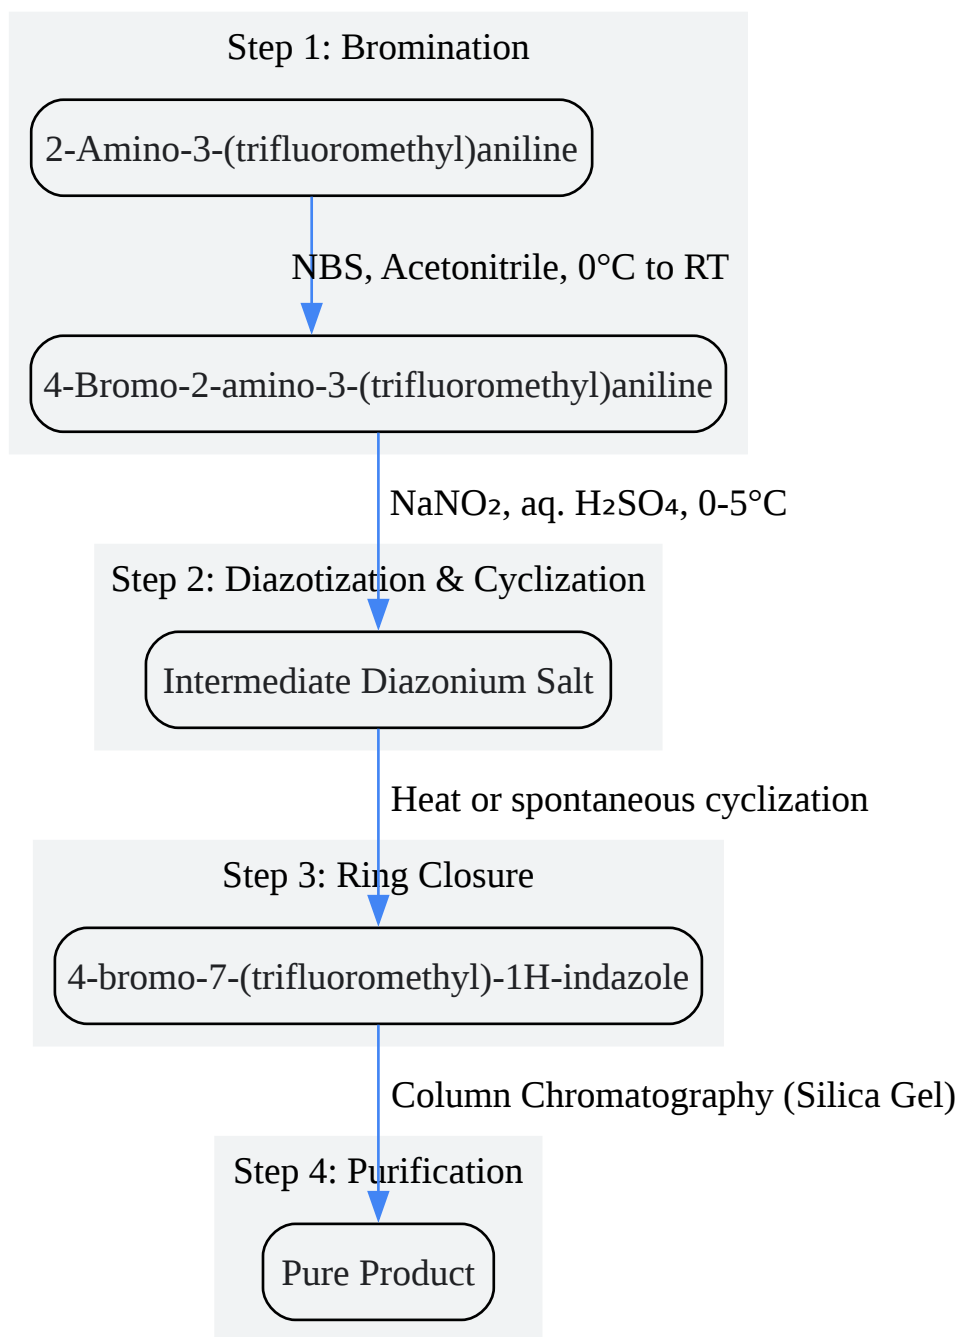 Step 1: Bromination
2-Amino-3-(trifluoromethyl)aniline
NBS, Acetonitrile, 0°C to RT
4-Bromo-2-amino-3-(trifluoromethyl)aniline
NaNO₂, aq. H₂SO₄, 0-5°C
Step 2: Diazotization & Cyclization
Intermediate Diazonium Salt
Heat or spontaneous cyclization
Step 3: Ring Closure
4-bromo-7-(trifluoromethyl)-1H-indazole
Column Chromatography (Silica Gel)
Step 4: Purification
Pure Product